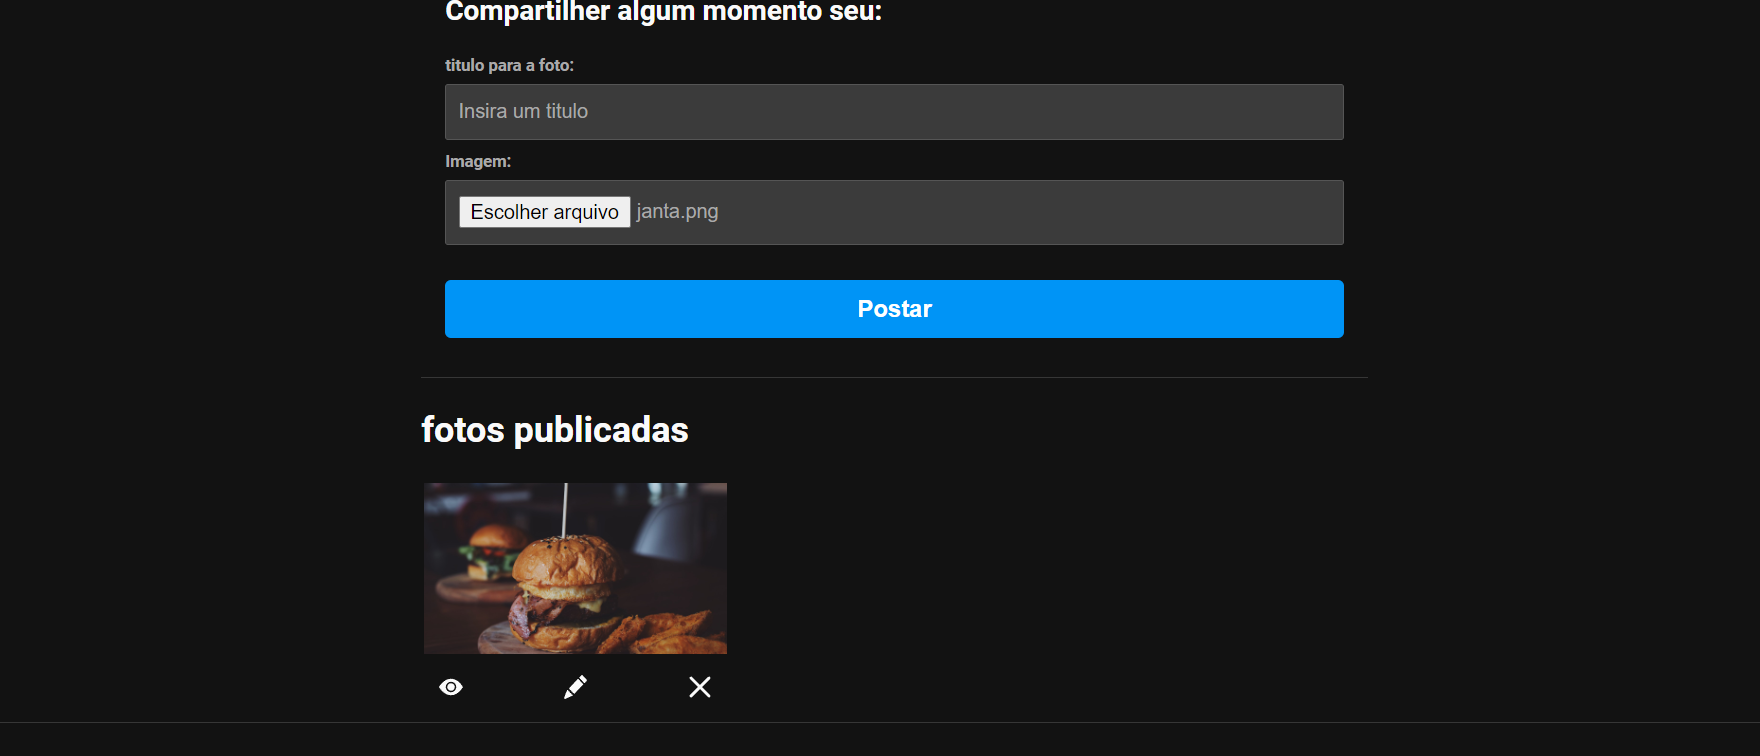 Compartilher algum momento seu:
titulo para a foto:
Insira um titulo
Imagem:
Escolher arquivo janta.png
Postar
fotos publicadas